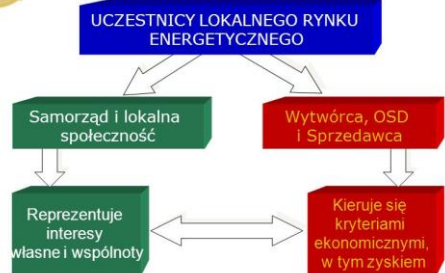 UCZESTNICY LOKALNEGO RYNKU
ENERGETYCZNEGO
Samorząd i lokalna
społeczność
Wytwórca, OSD
i Sprzedawca
Reprezentuje
interesy
własne i wspólnoty
Kieruje się
kryteriami
ekonomicznymi,
w tym zyskiem